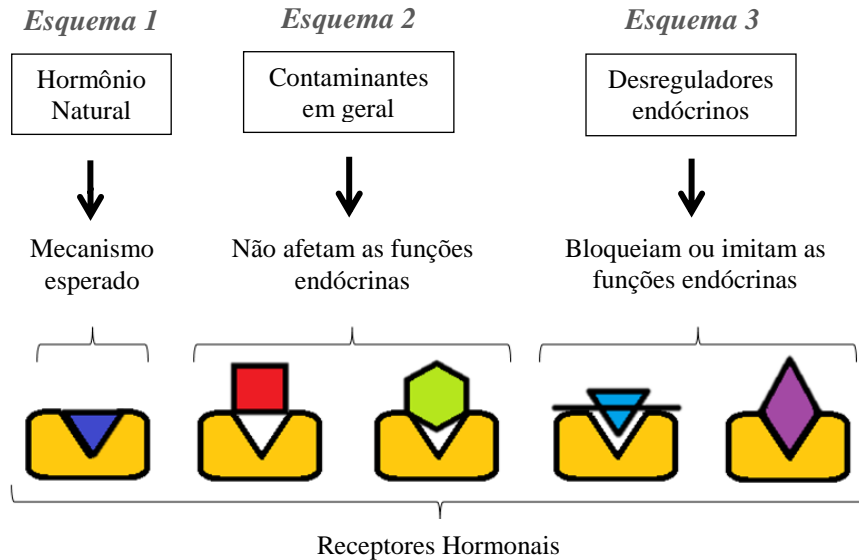 Esquema 1
Esquema 2
Esquema 3
Hormônio
Natural
Contaminantes
em geral
Desreguladores
endócrinos
Mecanismo
esperado
Não afetam as funções
endócrinas
Bloqueiam ou imitam as
funções endócrinas
Receptores Hormonais